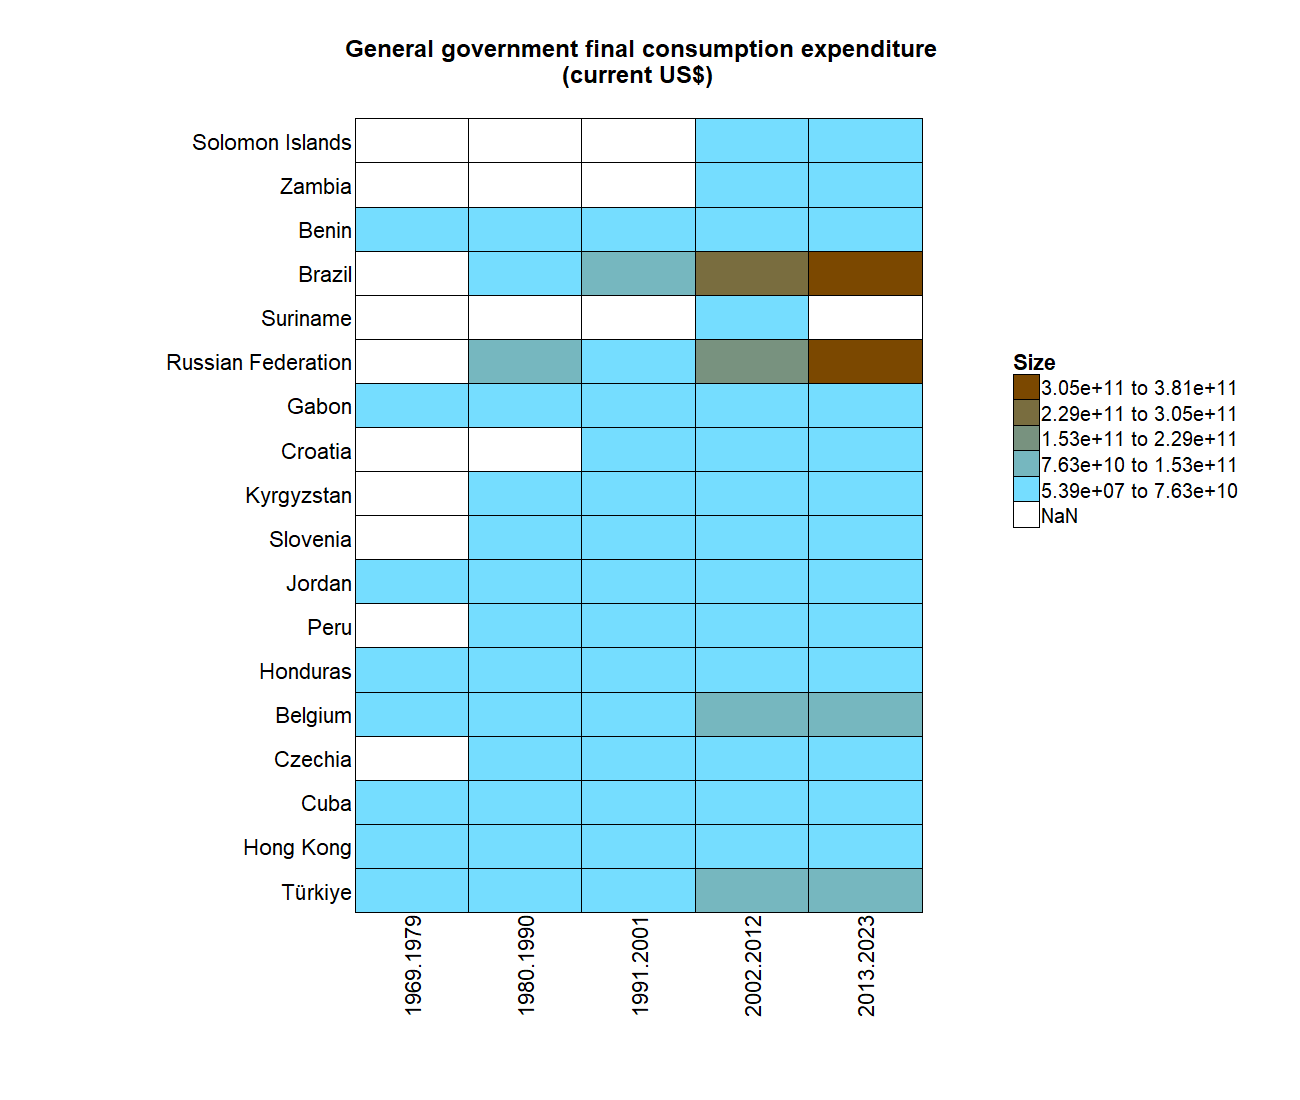 General government final consumption expenditure
(current US$)
Solomon Islands
Zambia
Benin
Brazil
Suriname
Russian Federation
Gabon
Croatia
Kyrgyzstan
Slovenia
Jordan
Peru
Honduras
Belgium
Czechia
Cuba
Hong Kong
Türkiye
1969.1979
1980.1990
1991.2001
2002.2012
2013.2023
Size
3.05e+11 to 3.81e+11
2.29e+11 to 3.05e+11
1.53e+11 to 2.29e+11
7.63e+10 to 1.53e+11
5.39e+07 to 7.63e+10
NaN